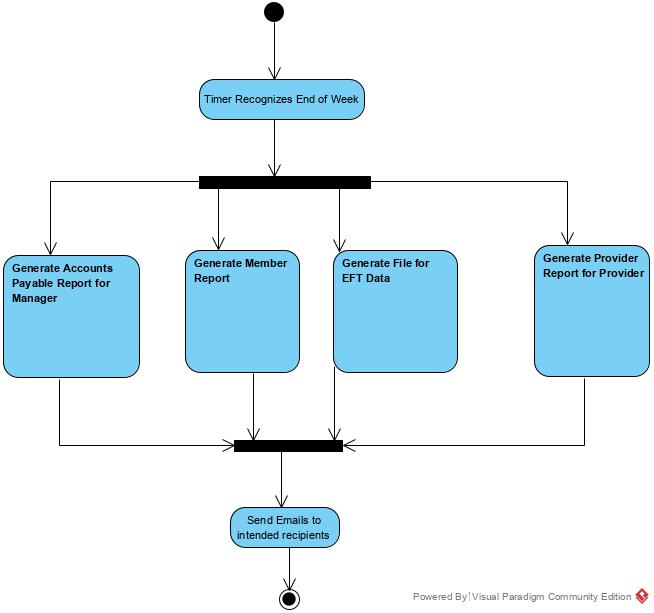 Timer Recognizes End of Week
Generate Accounts
Payable Report for
Manager
Generate Member
Report
Generate File for
EFT Data
Generate Provider
Report for Provider
Send Emails to
intended recipients
Powered By Visual Paradigm Community Edition